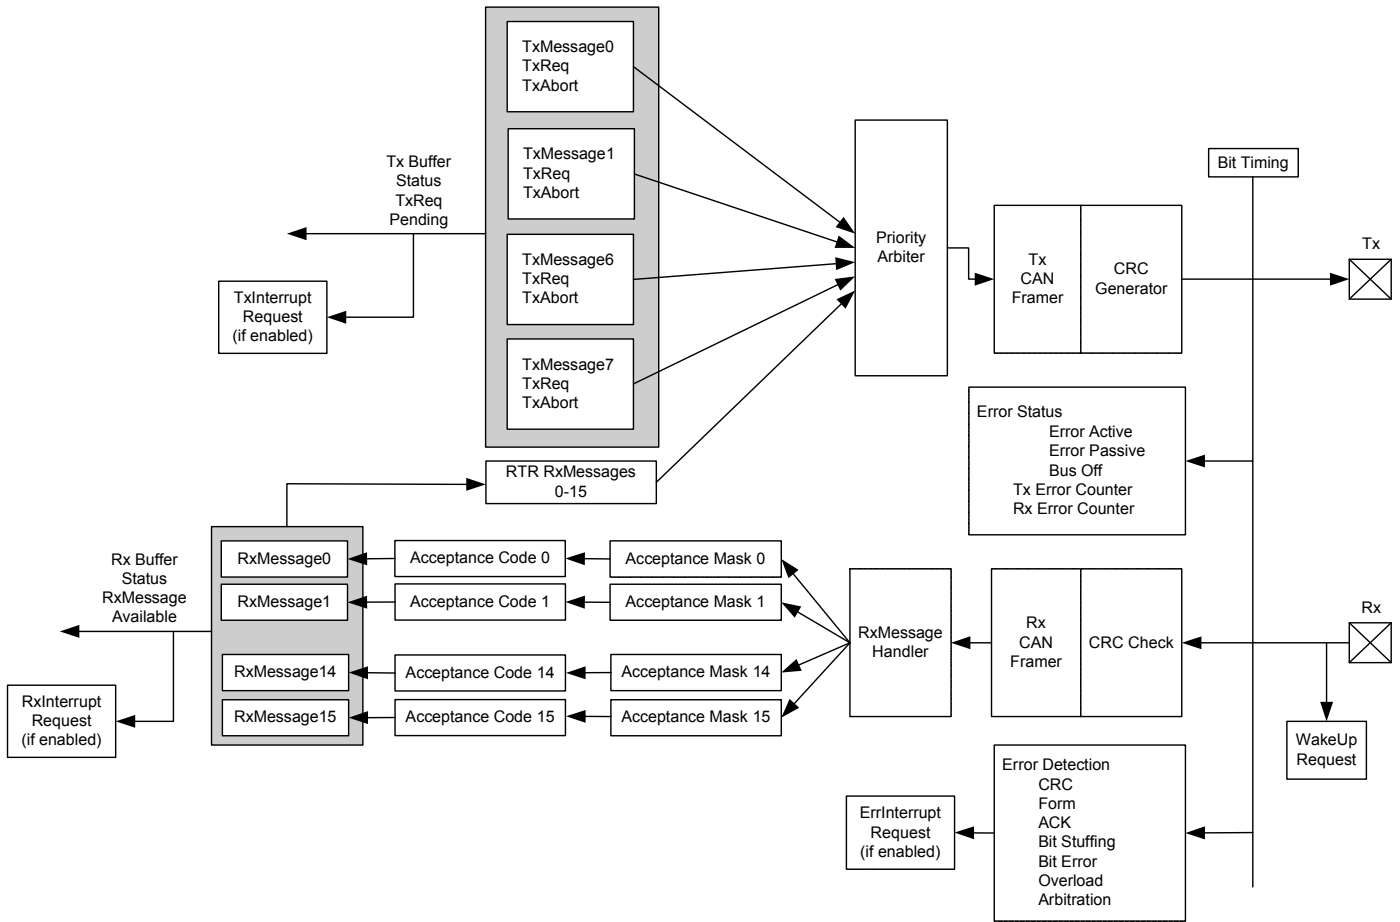 TxMessage0
TxReq
TxAbort
TxMessage1
TxReq
TxAbort
TxMessage6
TxReq
TxAbort
TxMessage7
TxReq
TxAbort
Tx Buffer
Status
TxReq
Pending
TxInterrupt
Request
(if enabled)
Priority
Arbiter
Tx
CAN
Framer
CRC
Generator
Bit Timing
Tx
Error Status
Error Active
Error Passive
Bus Off
Tx Error Counter
Rx Error Counter
RTR RxMessages
0-15
Rx Buffer
Status
RxMessage
Available
RxInterrupt
Request
(if enabled)
RxMessage0
Acceptance Code 0
Acceptance Mask 0
RxMessage1
Acceptance Code 1
Acceptance Mask 1
RxMessage14
Acceptance Code 14
Acceptance Mask 14
RxMessage15
Acceptance Code 15
Acceptance Mask 15
RxMessage
Handler
Rx
CAN
Framer
CRC Check
Rx
WakeUp
Request
ErrInterrupt
Request
(if enabled)
Error Detection
CRC
Form
ACK
Bit Stuffing
Bit Error
Overload
Arbitration